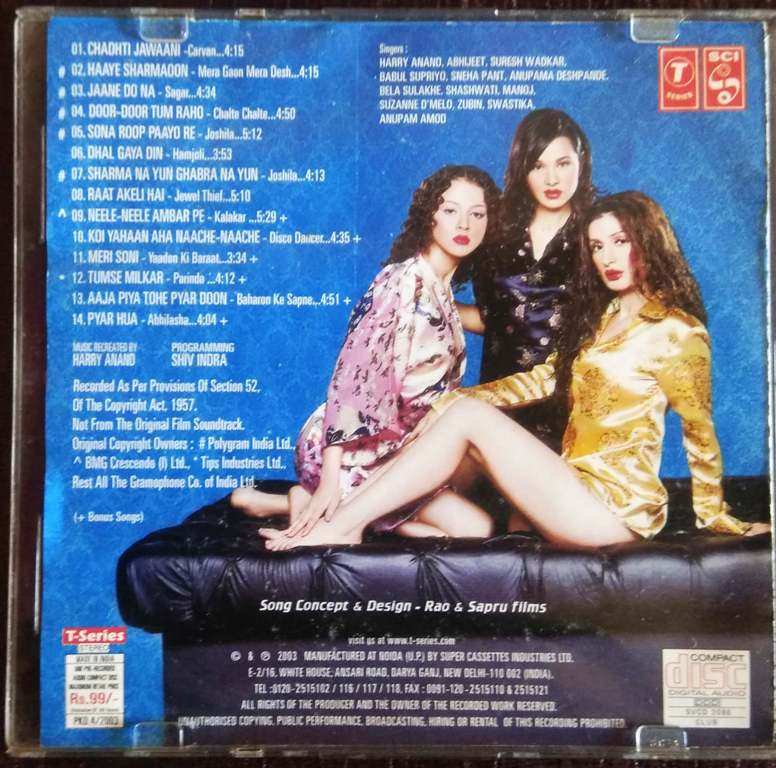 01. CHADHTI JAWAANI -Carvan...4:15
# 02. HAAYE SHARMAOON - Mera Gaon Mera Desh...4:15
# 03. JAANE DO NA - Sagar...4:34
# 04. DOOR-DOOR TUM RAHO - Chalte Chalte...4:50
# 05. SONA ROOP PAAYO RE - Joshila...5:12
06. DHAL GAYA DIN - Hamjoli...3:53
# 07. SHARMA NA YUN GHABRA NA YUN - Joshila...4:13
08. RAAT AKELI HAI - Jewel Thief...5:10
^ 09. NEELE-NEELE AMBAR PE - Kalakar ...5:29 +
10. KOI YAHAAN AHA NAACHE-NAACHE - Disco Dancer...4:35 +
11. MERI SONI - Yaadon Ki Baraat...3:34 +
* 12. TUMSE MILKAR - Parinda ...4:12 +
13. AAJA PIYA TOHE PYAR DOON - Baharon Ke Sapne...4:51 +
14. PYAR HUA - Abhilasha...4:04 +
MUSIC RECREATED BY
HARRY ANAND
PROGRAMMING
SHIV INDRA
Recorded As Per Provisions Of Section 52,
Of The Copyright Act, 1957.
Not From The Original Film Soundtrack.
Original Copyright Owners : # Polygram India Ltd.,
^ BMG Crescendo (I) Ltd., * Tips Industries Ltd.,
Rest All The Gramophone Co. of India Ltd.
(+ Bonus Songs)
Singers :
HARRY ANAND, ABHIJEET, SURESH WADKAR,
BABUL SUPRIYO, SNEHA PANT, ANUPAMA DESHPANDE,
BELA SULAKHE, SHASHWATI, MANOJ,
SUZANNE D'MELO, ZUBIN, SWASTIKA,
ANUPAM AMOD
T
SERIES
SCI
Song Concept & Design - Rao & Sapru films
visit us at www.t-series.com
© & ℗ 2003 MANUFACTURED AT NOIDA (U.P.) BY SUPER CASSETTES INDUSTRIES LTD.
E-2/16, WHITE HOUSE, ANSARI ROAD, DARYA GANJ, NEW DELHI-110 002 (INDIA).
TEL :0120- 2515102 / 116 / 117 / 118, FAX : 0091-120-2515110 & 2515121
ALL RIGHTS OF THE PRODUCER AND THE OWNER OF THE RECORDED WORK RESERVED.
UNAUTHORISED COPYING, PUBLIC PERFORMANCE, BROADCASTING, HIRING OR RENTAL OF THIS RECORDING PROHIBITED
T-Series
STEREO
MADE IN INDIA
ONE PRE-RECORDED
AUDIO COMPACT DISC
MAXIMUM RETAIL PRICE
Rs.99/-
PKD.4/2003
COMPACT
disc
DIGITAL AUDIO
CLUB